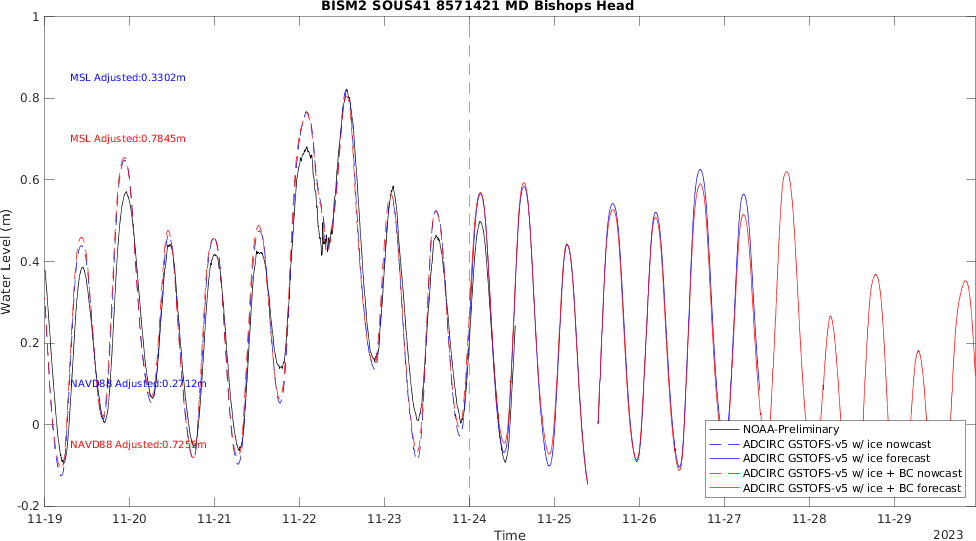 BISM2 SOUS41 8571421 MD Bishops Head
1
MSL Adjusted:0.3302m
0.8
MSL Adjusted:0.7845m
0.6
Water Level (m)
0.4
0.2
NAVD88 Adjusted:0.2712m
0
NOAA-Preliminary
NAVD88 Adjusted:0.7255m
ADCIRC GSTOFS-v5 w/ ice nowcast
ADCIRC GSTOFS-v5 w/ ice forecast
ADCIRC GSTOFS-v5 w/ ice + BC nowcast
ADCIRC GSTOFS-v5 w/ ice + BC forecast
-0.2
11-19 11-20 11-21 11-22 11-23 11-24 11-25 11-26 11-27 11-28 11-29
Time
2023